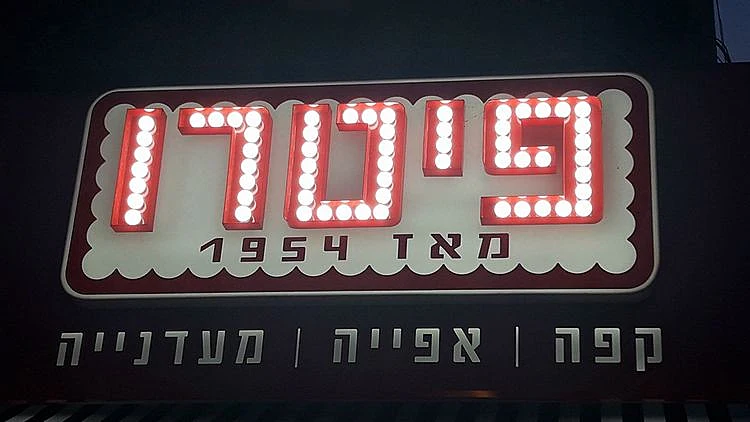 פיטרו
מאז 1954
קפה | אפייה | מעדנייה